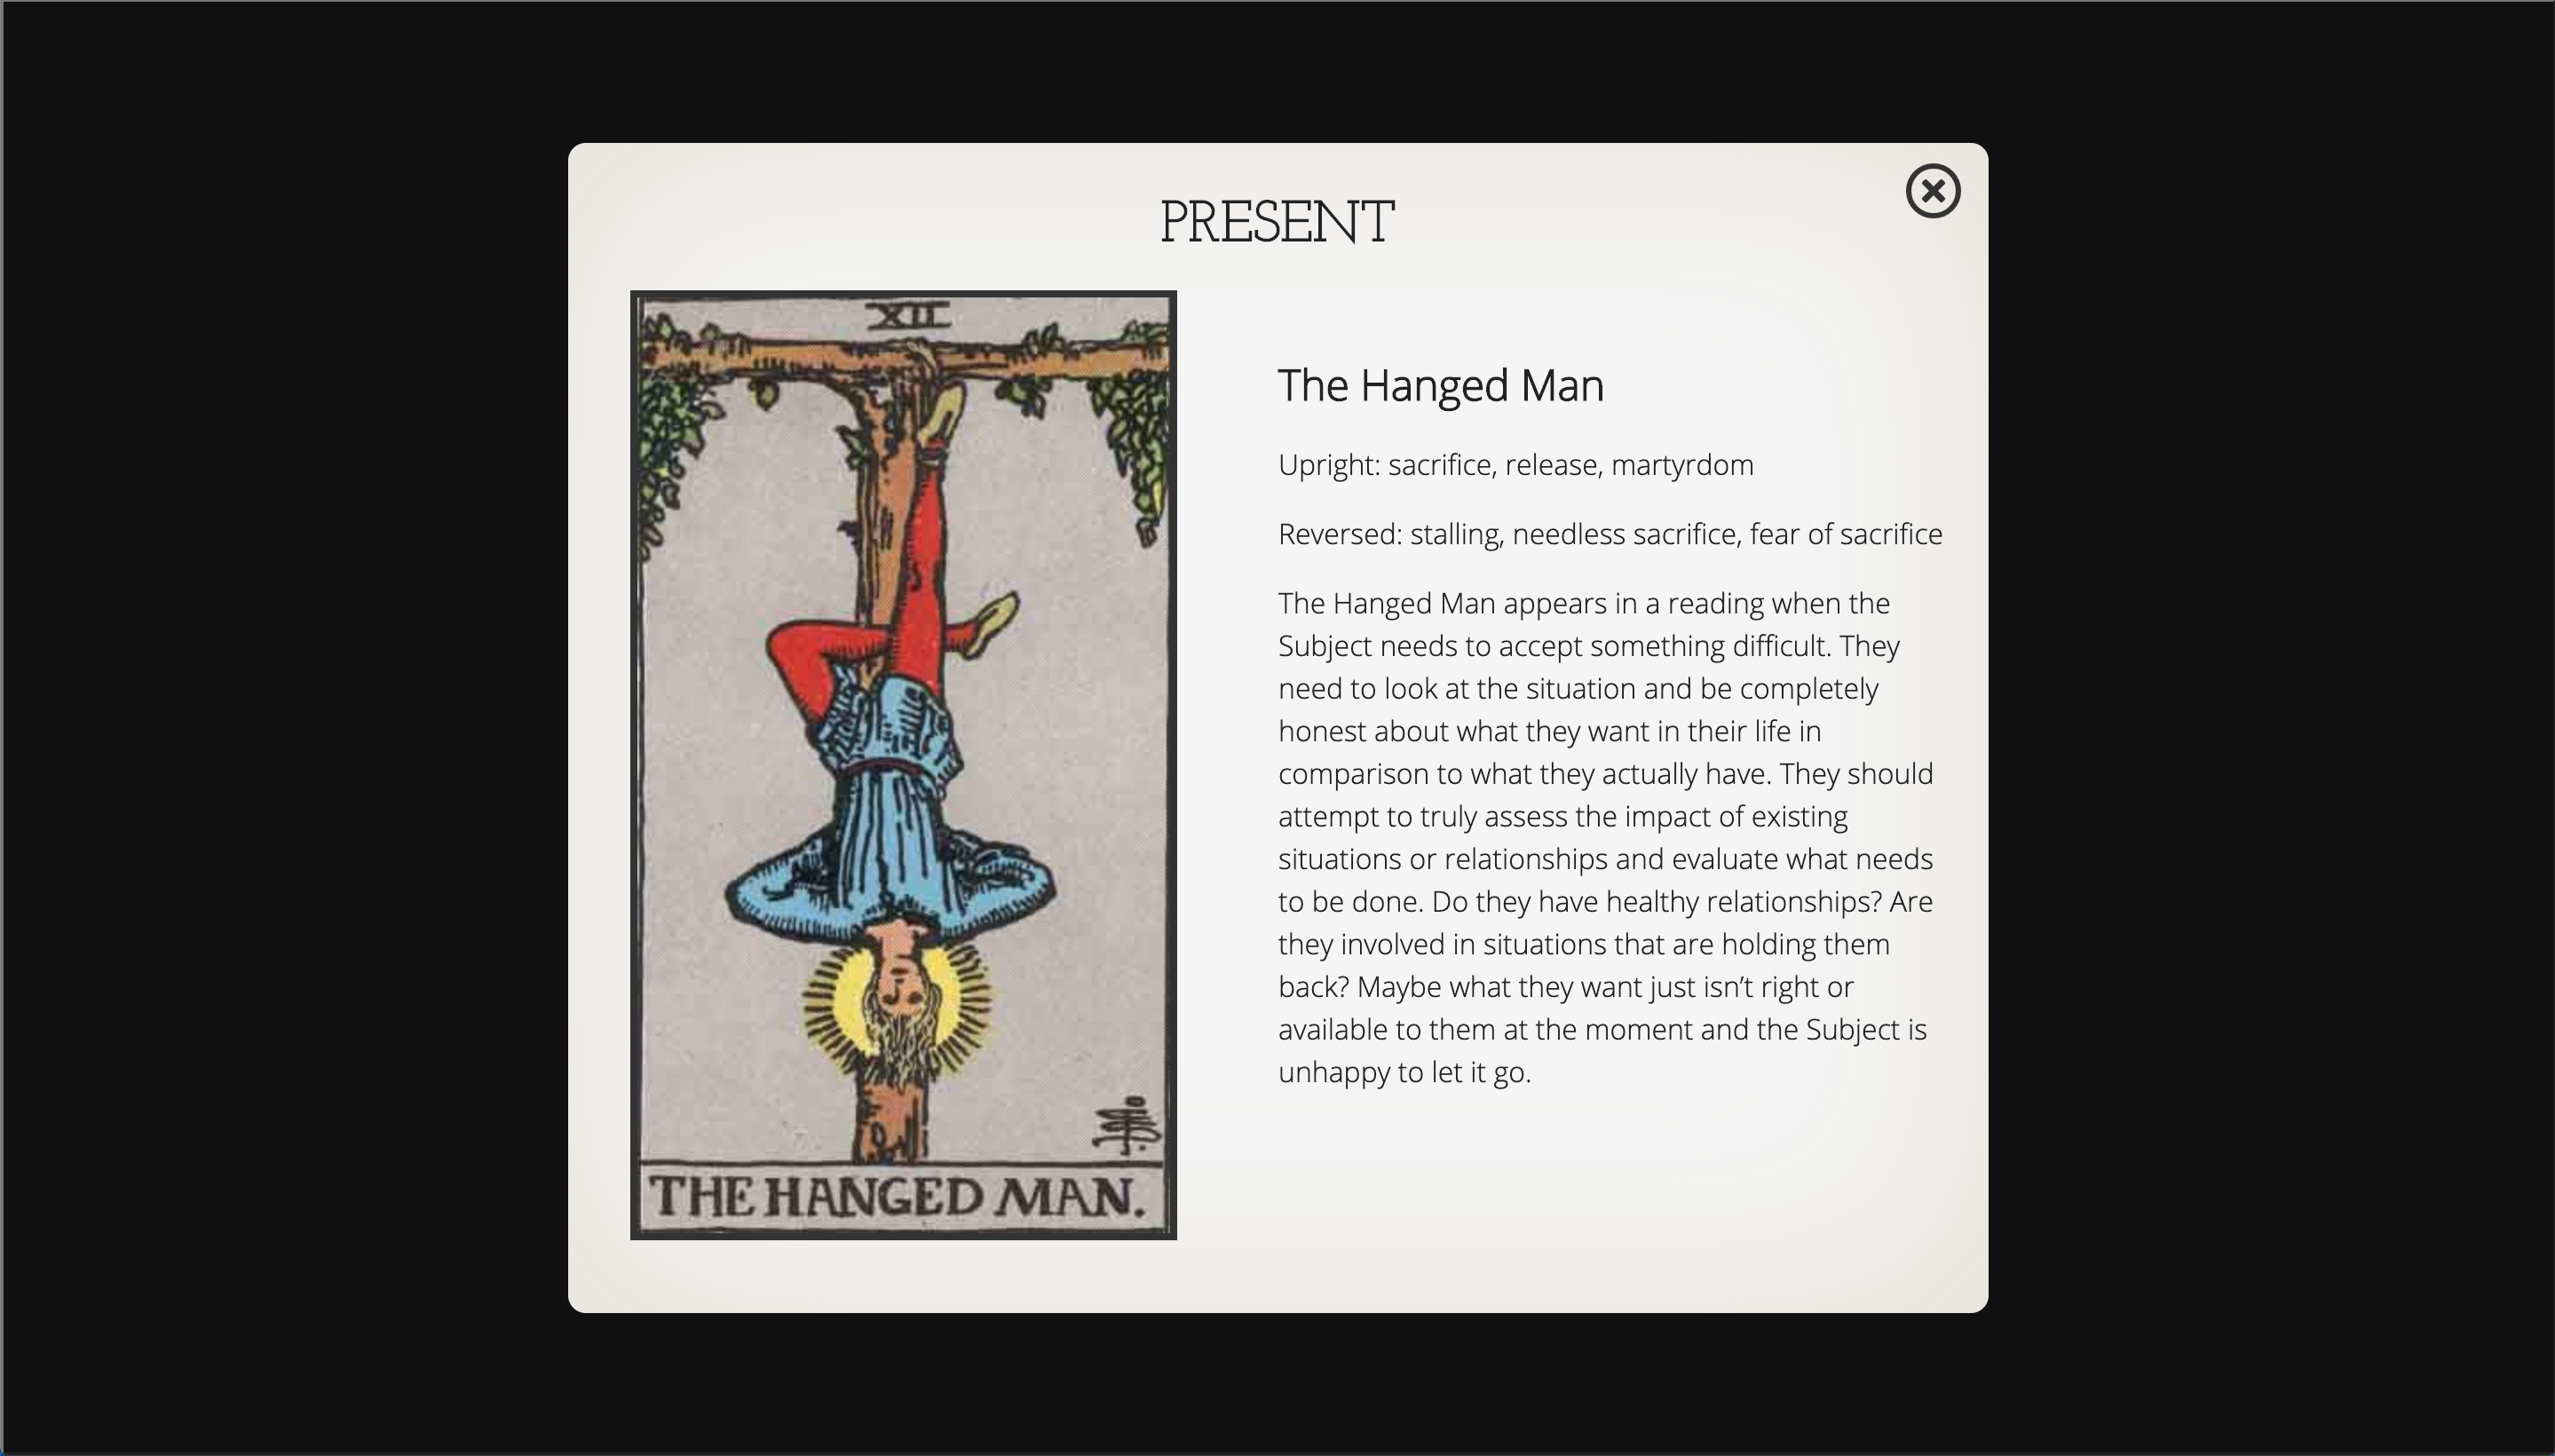 PRESENT
XII
THE HANGED MAN.
The Hanged Man
Upright: sacrifice, release, martyrdom
Reversed: stalling, needless sacrifice, fear of sacrifice
The Hanged Man appears in a reading when the
Subject needs to accept something difficult. They
need to look at the situation and be completely
honest about what they want in their life in
comparison to what they actually have. They should
attempt to truly assess the impact of existing
situations or relationships and evaluate what needs
to be done. Do they have healthy relationships? Are
they involved in situations that are holding them
back? Maybe what they want just isn’t right or
available to them at the moment and the Subject is
unhappy to let it go.